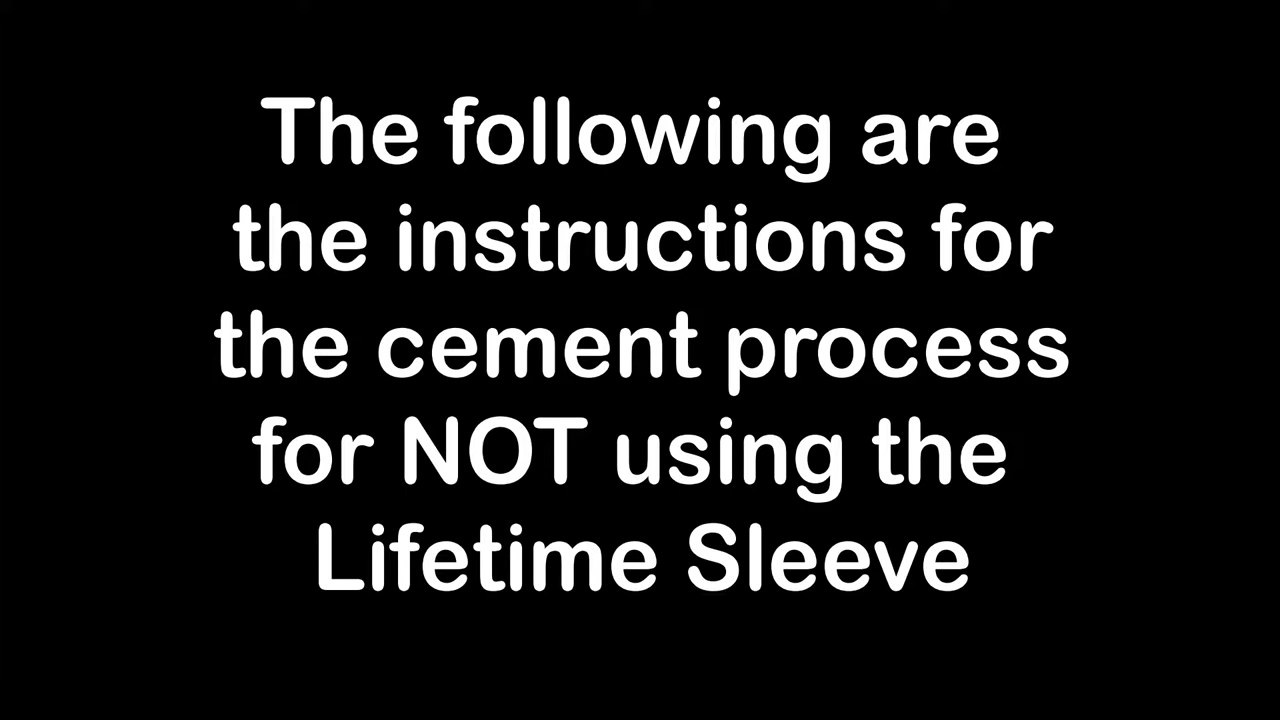 The following are
the instructions for
the cement process
for NOT using the
Lifetime Sleeve